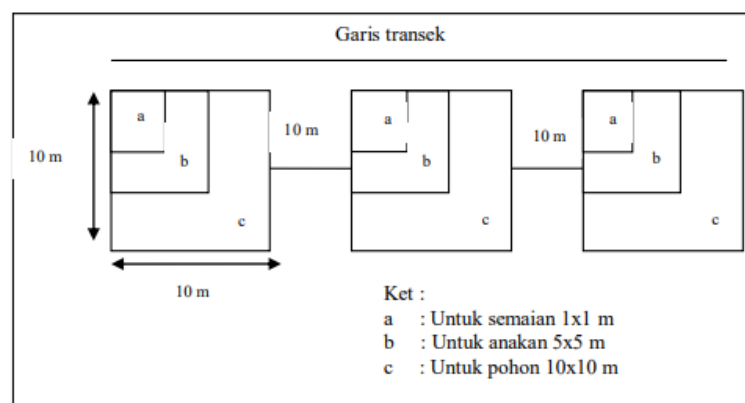 Garis transek
a
a
a
10 m
10 m
b
b
b
10 m
c
c
c
10 m
Ket :
a : Untuk semaian 1x1 m
b : Untuk anakan 5x5 m
c : Untuk pohon 10x10 m